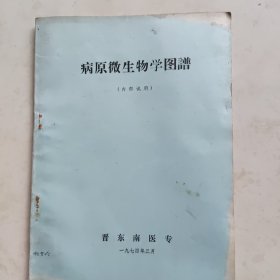 病原微生物学图譜
（内部试用）
晋东南医专
一九七四年三月